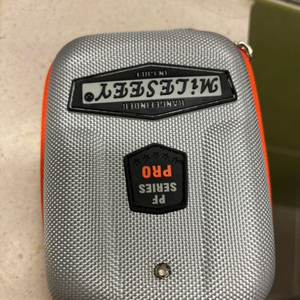 PF
SERIES
PRO
MiLESEEY
RANGEFINDER
INSIDE!